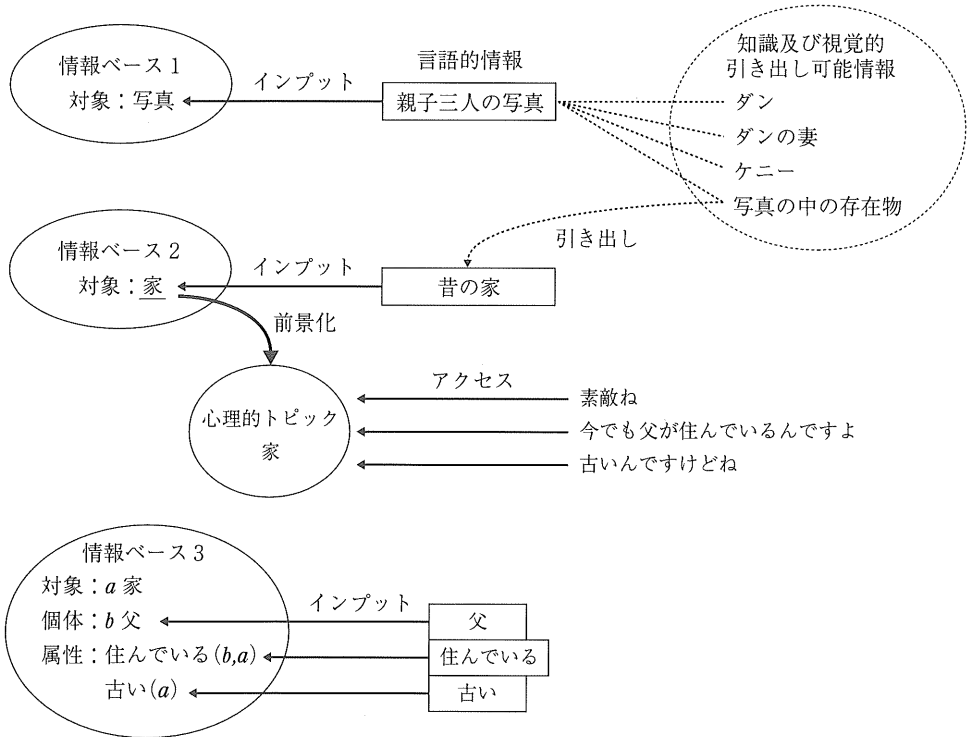 情報ベース1
対象：写真
インプット
言語的情報
親子三人の写真
知識及び視覚的
引き出し可能情報
ダン
ダンの妻
ケニー
写真の中の存在物
引き出し
情報ベース2
対象：家
インプット
昔の家
前景化
心理的トピック
家
アクセス
素敵ね
今でも父が住んでいるんですよ
古いんですけどね
情報ベース3
対象：a 家
個体：b 父
属性：住んでいる(b,a)
古い(a)
インプット
父
住んでいる
古い